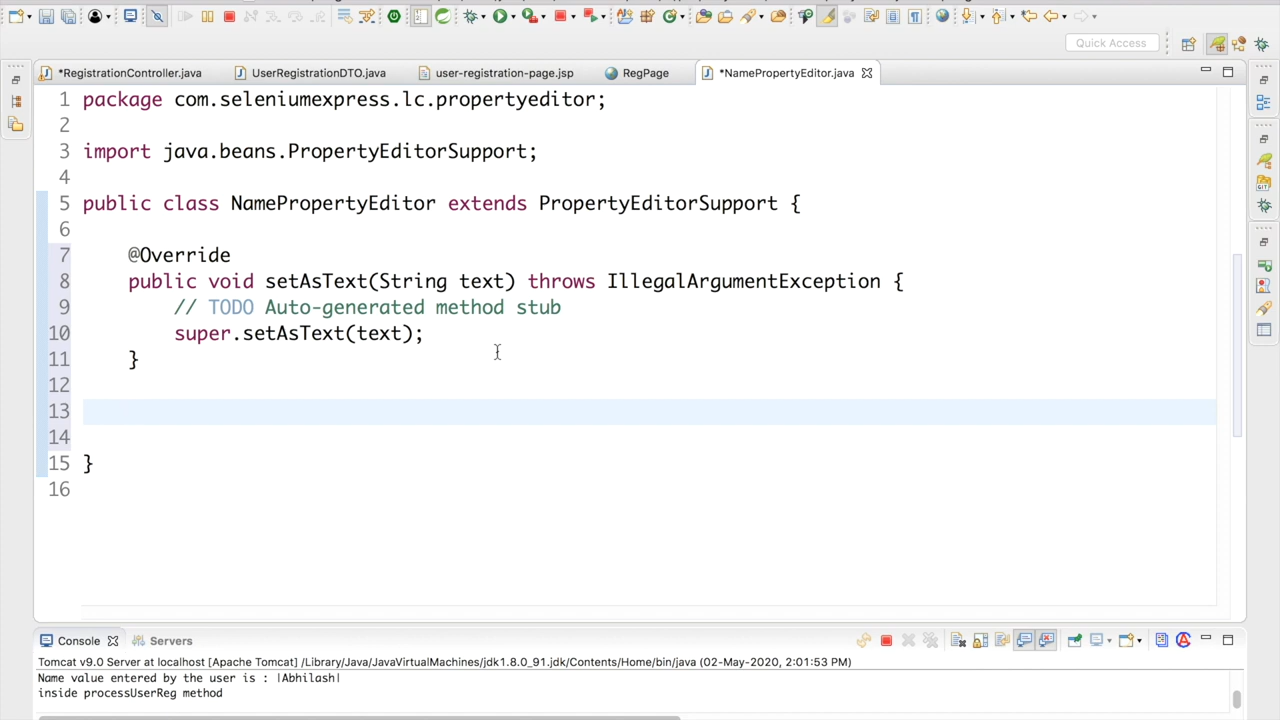 Quick Access
*RegistrationController.java
UserRegistrationDTO.java
user-registration-page.jsp
RegPage
*NamePropertyEditor.java
1 package com.seleniumexpress.lc.propertyeditor;
2
3 import java.beans.PropertyEditorSupport;
4
5 public class NamePropertyEditor extends PropertyEditorSupport {
6
7 @Override
8 public void setAsText(String text) throws IllegalArgumentException {
9 // TODO Auto-generated method stub
10 super.setAsText(text);
11 }
12
13
14
15 }
16
Console
Servers
Tomcat v9.0 Server at localhost [Apache Tomcat] /Library/Java/JavaVirtualMachines/jdk1.8.0_91.jdk/Contents/Home/bin/java (02-May-2020, 2:01:53 PM)
Name value entered by the user is : |Abhilash|
inside processUserReg method